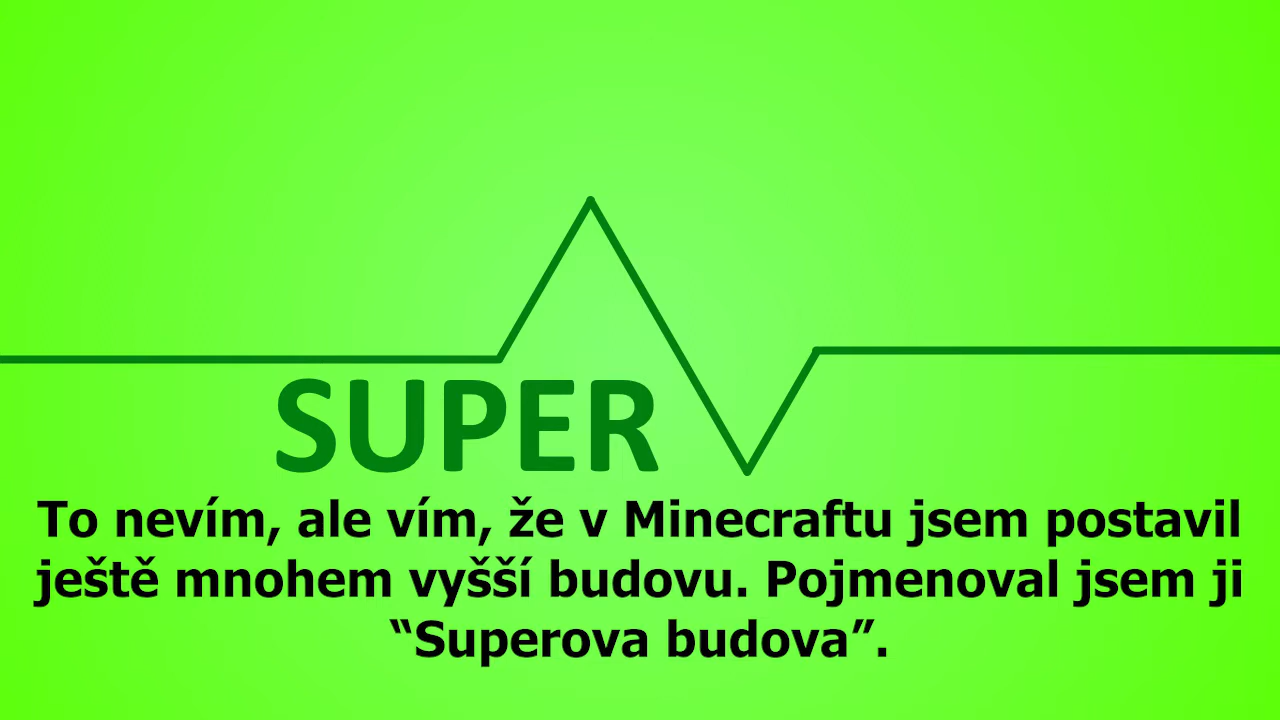 SUPER
To nevím, ale vím, že v Minecraftu jsem postavil
ještě mnohem vyšší budovu. Pojmenoval jsem ji
“Superova budova”.